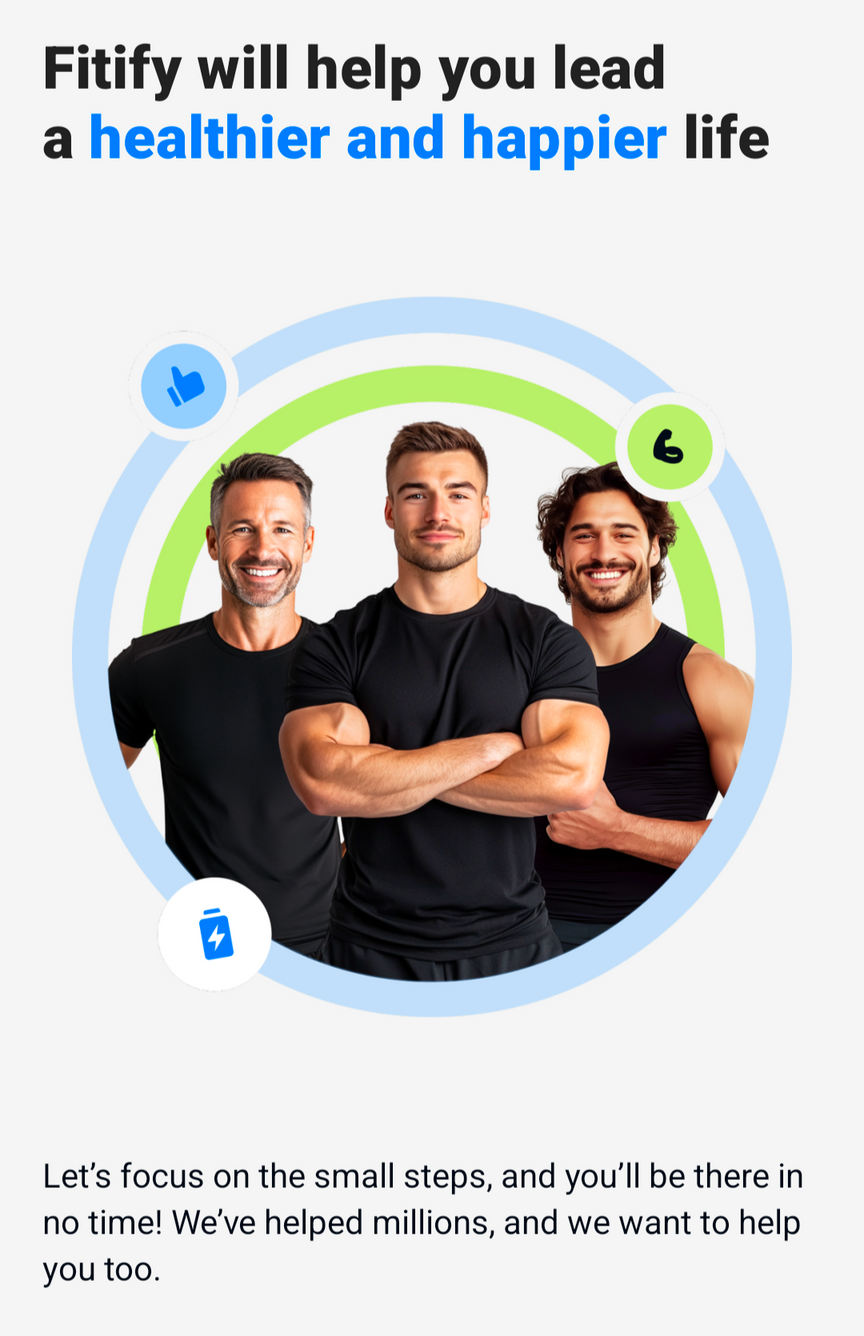 Fitify will help you lead
a healthier and happier life
Let’s focus on the small steps, and you’ll be there in
no time! We’ve helped millions, and we want to help
you too.